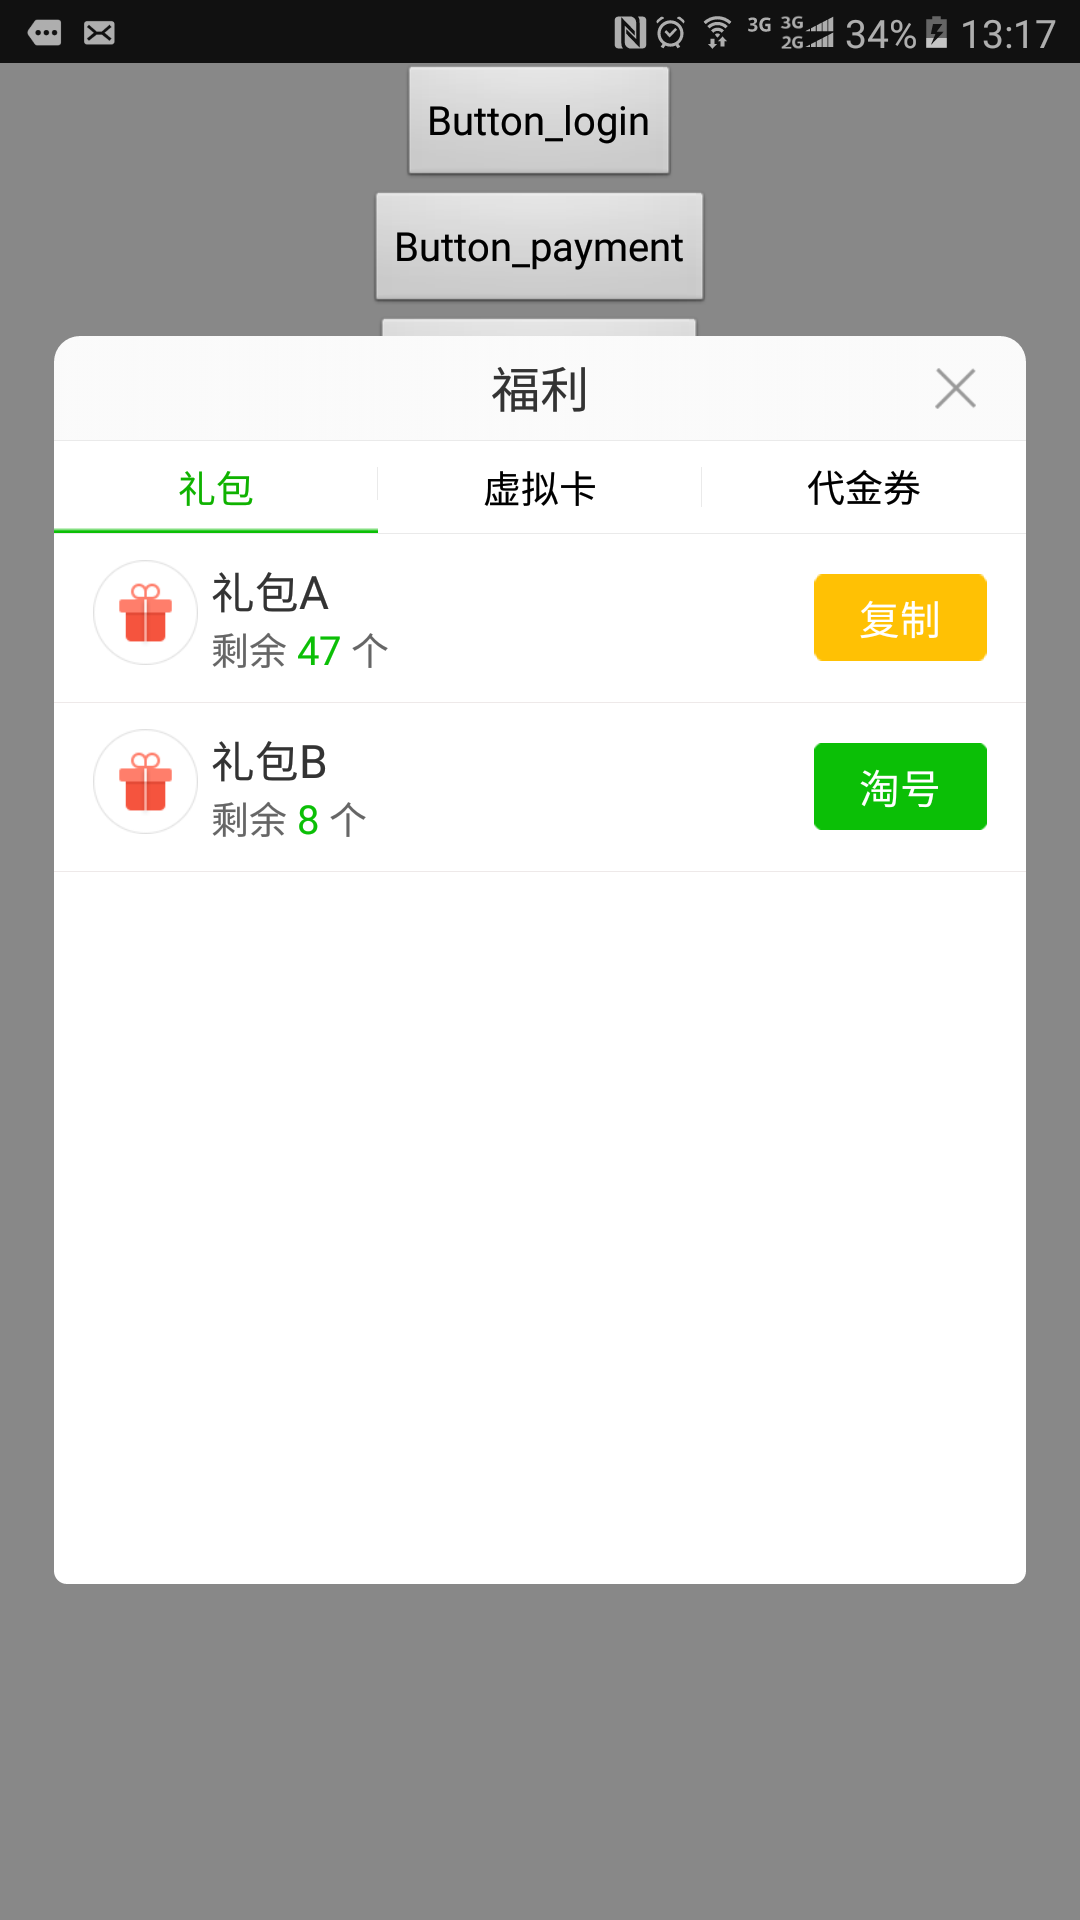 3G 3G 2G 34% 13:17
Button_login
Button_payment
福利
礼包 虚拟卡 代金券
礼包A
剩余 47 个
复制
礼包B
剩余 8 个
淘号